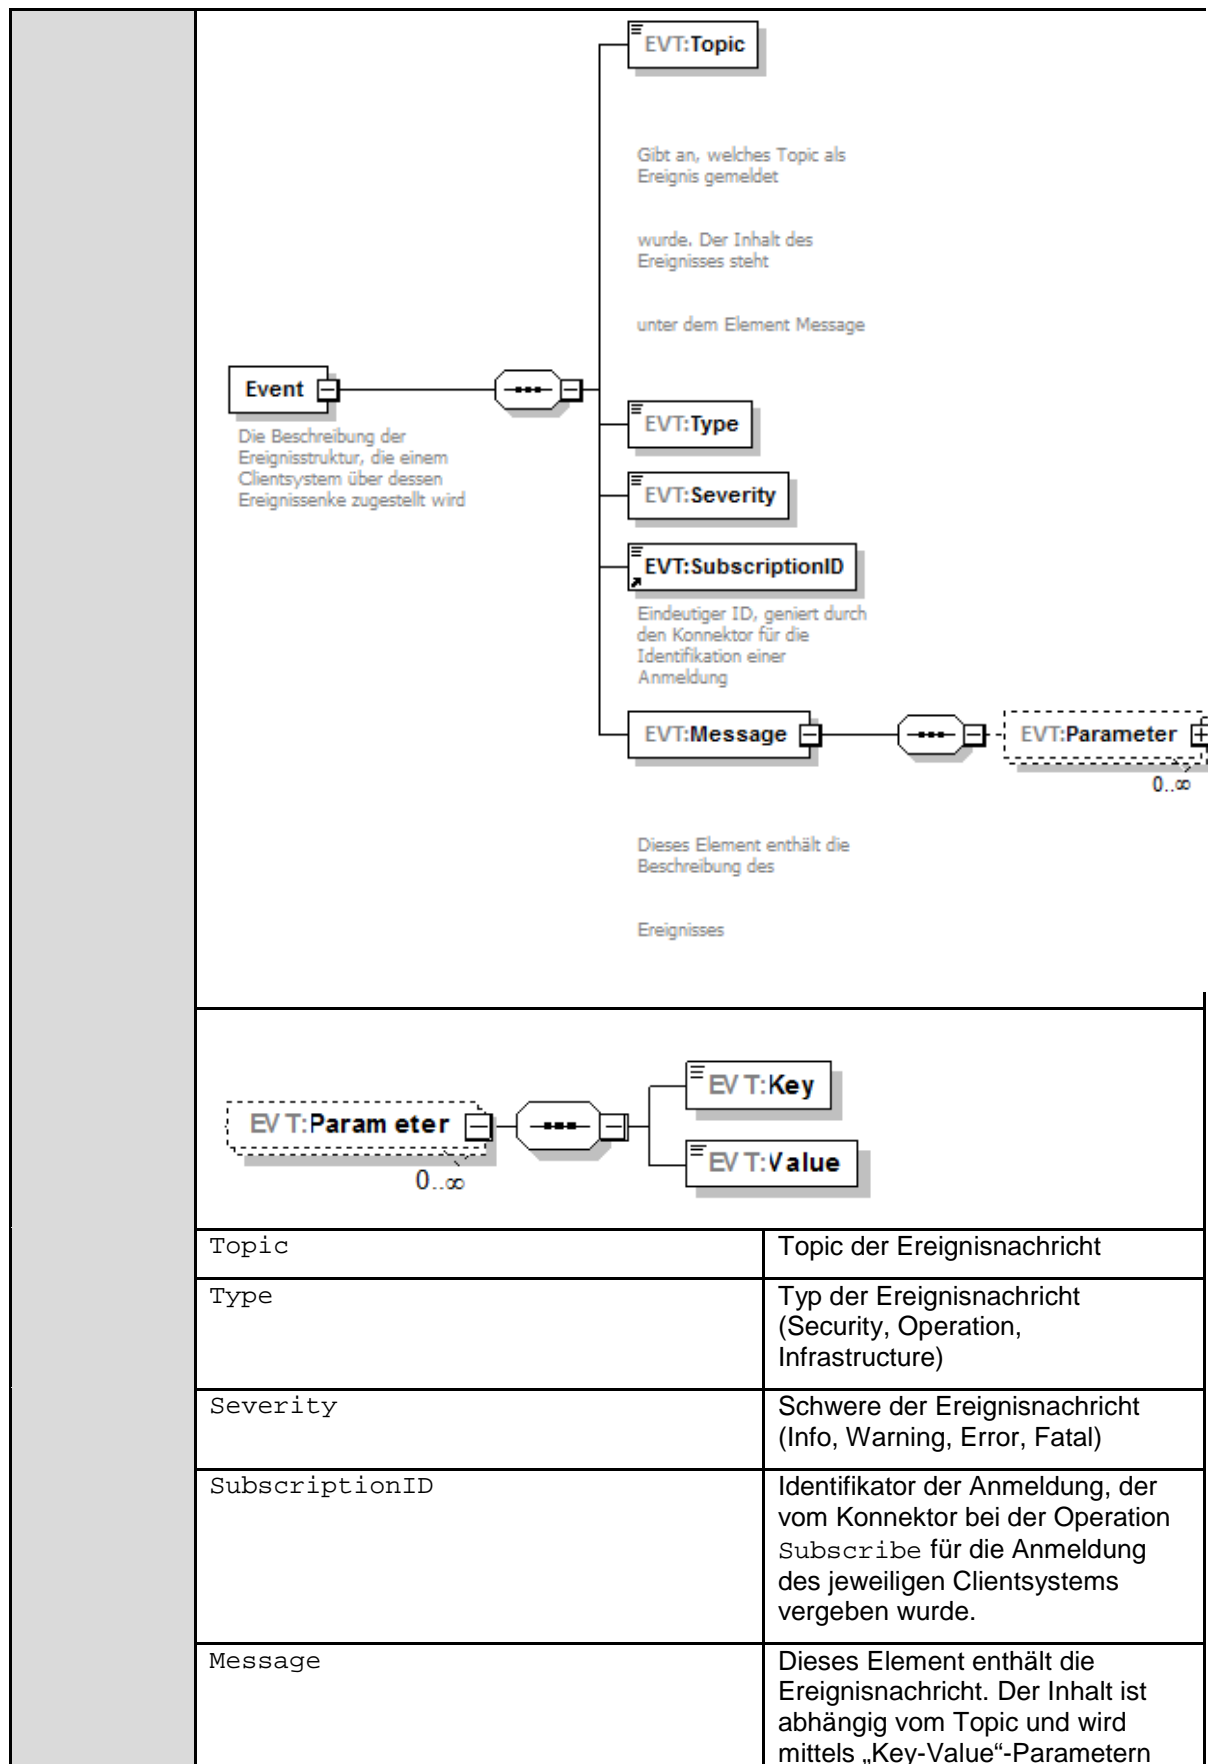 EVT:Topic
Gibt an, welches Topic als
Ereignis gemeldet
wurde. Der Inhalt des
Ereignisses steht
unter dem Element Message
Event
Die Beschreibung der
Ereignisstruktur, die einem
Clientsystem über dessen
Ereignissenke zugestellt wird
EVT:Type
EVT:Severity
EVT:SubscriptionID
Eindeutiger ID, geniert durch
den Konnektor für die
Identifikation einer
Anmeldung
EVT:Message
EVT:Parameter
0..∞
Dieses Element enthält die
Beschreibung des
Ereignisses
EVT:Parameter
0..∞
EVT:Key
EVT:Value
Topic
Topic der Ereignisnachricht
Type
Typ der Ereignisnachricht
(Security, Operation,
Infrastructure)
Severity
Schwere der Ereignisnachricht
(Info, Warning, Error, Fatal)
SubscriptionID
Identifikator der Anmeldung, der
vom Konnektor bei der Operation
Subscribe für die Anmeldung
des jeweiligen Clientsystems
vergeben wurde.
Message
Dieses Element enthält die
Ereignisnachricht. Der Inhalt ist
abhängig vom Topic und wird
mittels „Key-Value“-Parametern